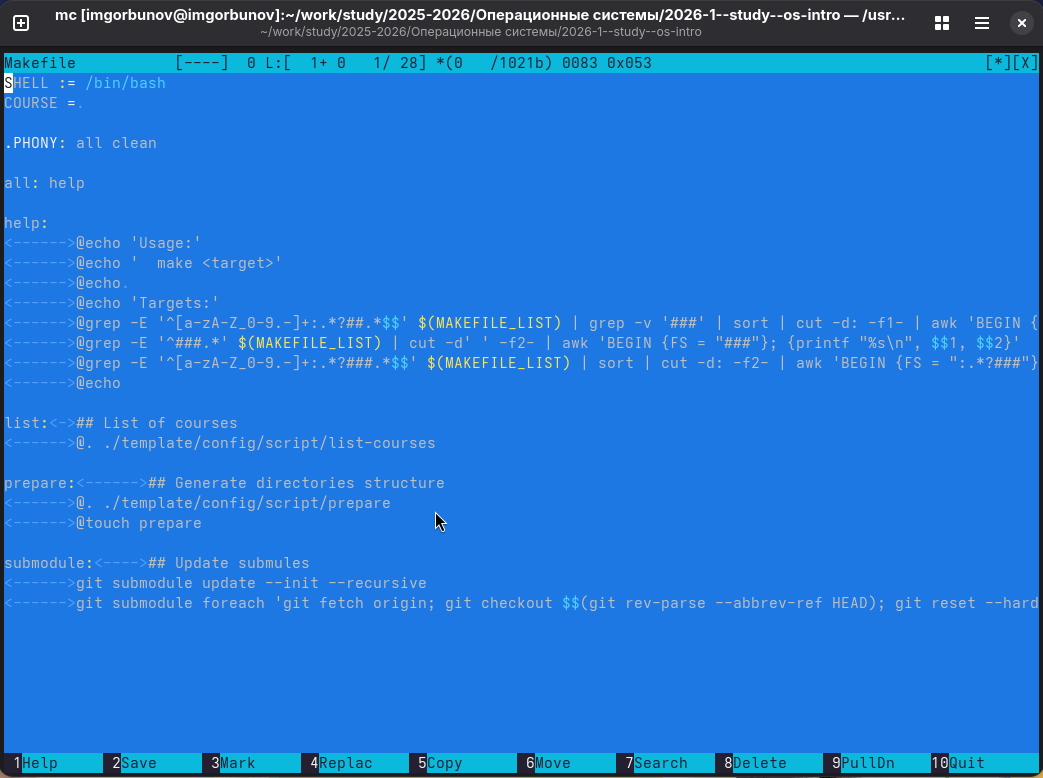 mc [imgorbunov@imgorbunov]:~/work/study/2025-2026/Операционные системы/2026-1--study--os-intro — /usr...
~/work/study/2025-2026/Операционные системы/2026-1--study--os-intro
Makefile [----] 0 L:[ 1+ 0 1/ 28] *(0 /1021b) 0083 0x053 [*][X]
SHELL := /bin/bash
COURSE =.
.PHONY: all clean
all: help
help:
<------>@echo 'Usage:'
<------>@echo '  make <target>'
<------>@echo.
<------>@echo 'Targets:'
<------>@grep -E '^[a-zA-Z_0-9.-]+:.*?##.*$$' $(MAKEFILE_LIST) | grep -v '###' | sort | cut -d: -f1- | awk 'BEGIN {
<------>@grep -E '^###.*' $(MAKEFILE_LIST) | cut -d' ' -f2- | awk 'BEGIN {FS = "###"}; {printf "%s\n", $$1, $$2}'
<------>@grep -E '^[a-zA-Z_0-9.-]+:.*?###.*$$' $(MAKEFILE_LIST) | sort | cut -d: -f2- | awk 'BEGIN {FS = ":.*?###"}
<------>@echo
list:<->## List of courses
<------>@. ./template/config/script/list-courses
prepare:<------>## Generate directories structure
<------>@. ./template/config/script/prepare
<------>@touch prepare
submodule:<---->## Update submules
<------>git submodule update --init --recursive
<------>git submodule foreach 'git fetch origin; git checkout $$(git rev-parse --abbrev-ref HEAD); git reset --hard
1Help 2Save 3Mark 4Replac 5Copy 6Move 7Search 8Delete 9PullDn 10Quit